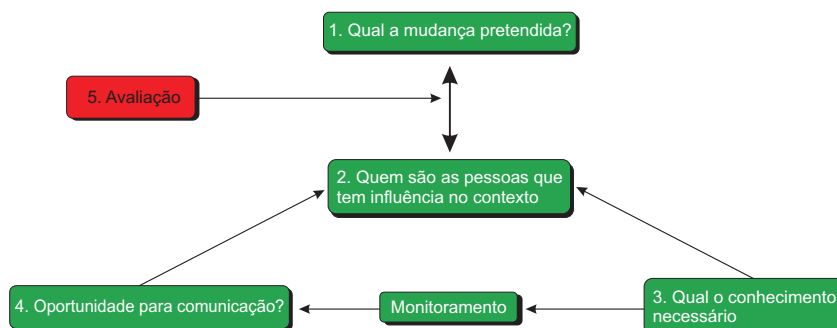 1. Qual a mudança pretendida?
5. Avaliação
2. Quem são as pessoas que
tem influência no contexto
4. Oportunidade para comunicação?
Monitoramento
3. Qual o conhecimento
necessário